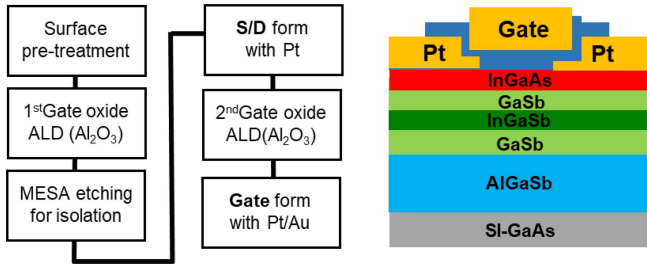 Surface
pre-treatment
1stGate oxide
ALD (Al2O3)
MESA etching
for isolation
S/D form
with Pt
2ndGate oxide
ALD(Al2O3)
Gate form
with Pt/Au
Gate
Pt
Pt
InGaAs
GaSb
InGaSb
GaSb
AlGaSb
SI-GaAs